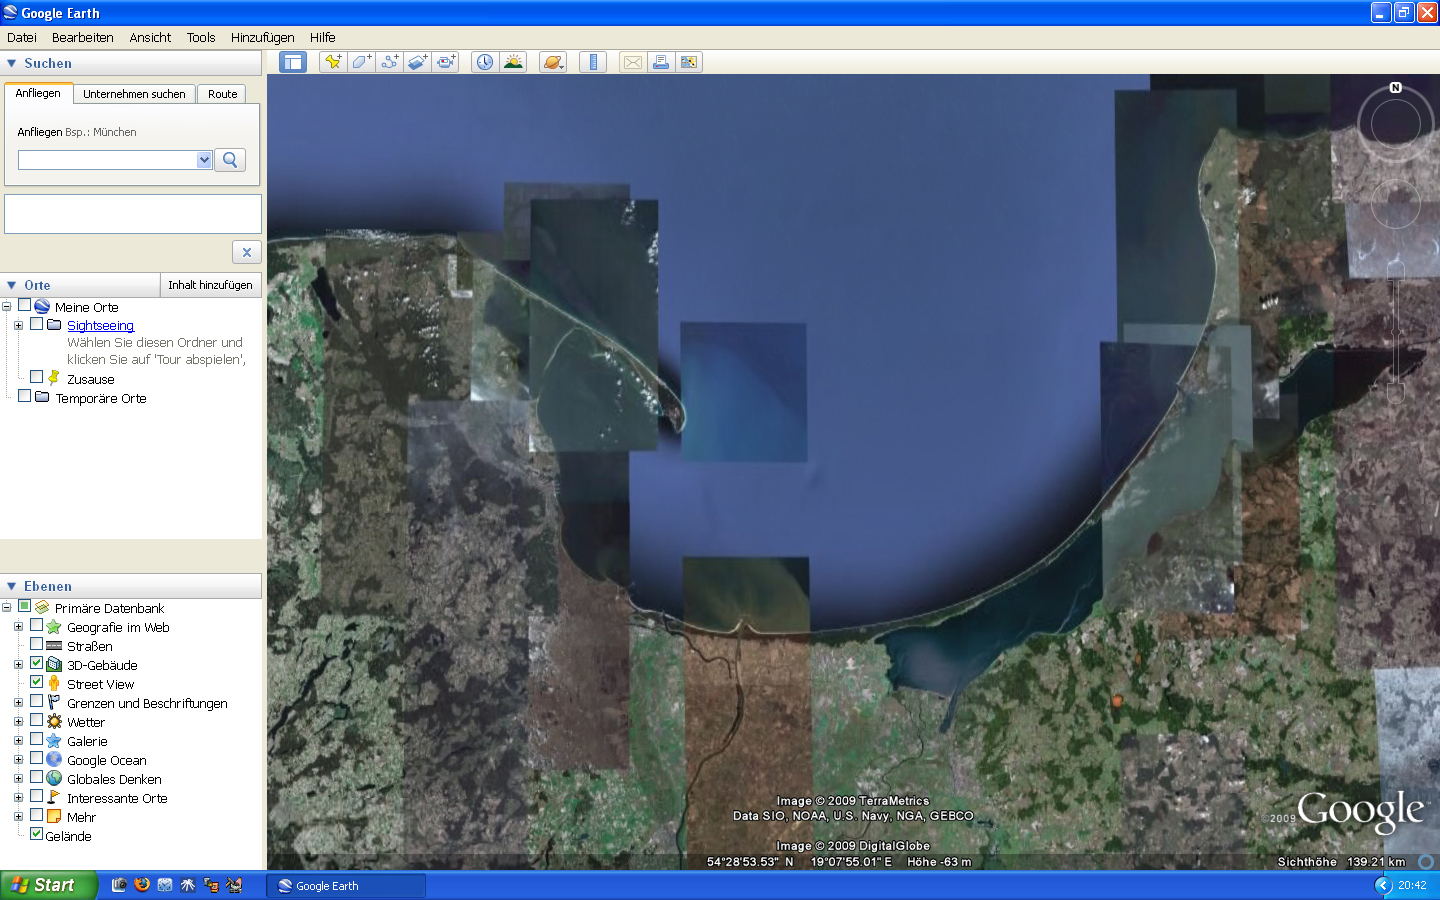 Google Earth
Datei Bearbeiten Ansicht Tools Hinzufügen Hilfe
Suchen
Anfliegen Unternehmen suchen Route
Anfliegen Bsp.: München
Orte Inhalt hinzufügen
Meine Orte
Sightseeing
Wählen Sie diesen Ordner und
klicken Sie auf 'Tour abspielen',
Zusause
Temporäre Orte
Ebenen
Primäre Datenbank
Geografie im Web
Straßen
3D-Gebäude
Street View
Grenzen und Beschriftungen
Wetter
Galerie
Google Ocean
Globales Denken
Interessante Orte
Mehr
Gelände
N
Image © 2009 TerraMetrics
Data SIO, NOAA, U.S. Navy, NGA, GEBCO
Image © 2009 DigitalGlobe
©2009 Google™
54°28'53.53" N 19°07'55.01" E Höhe -63 m
Sichthöhe 139.21 km
Start Google Earth 20:42